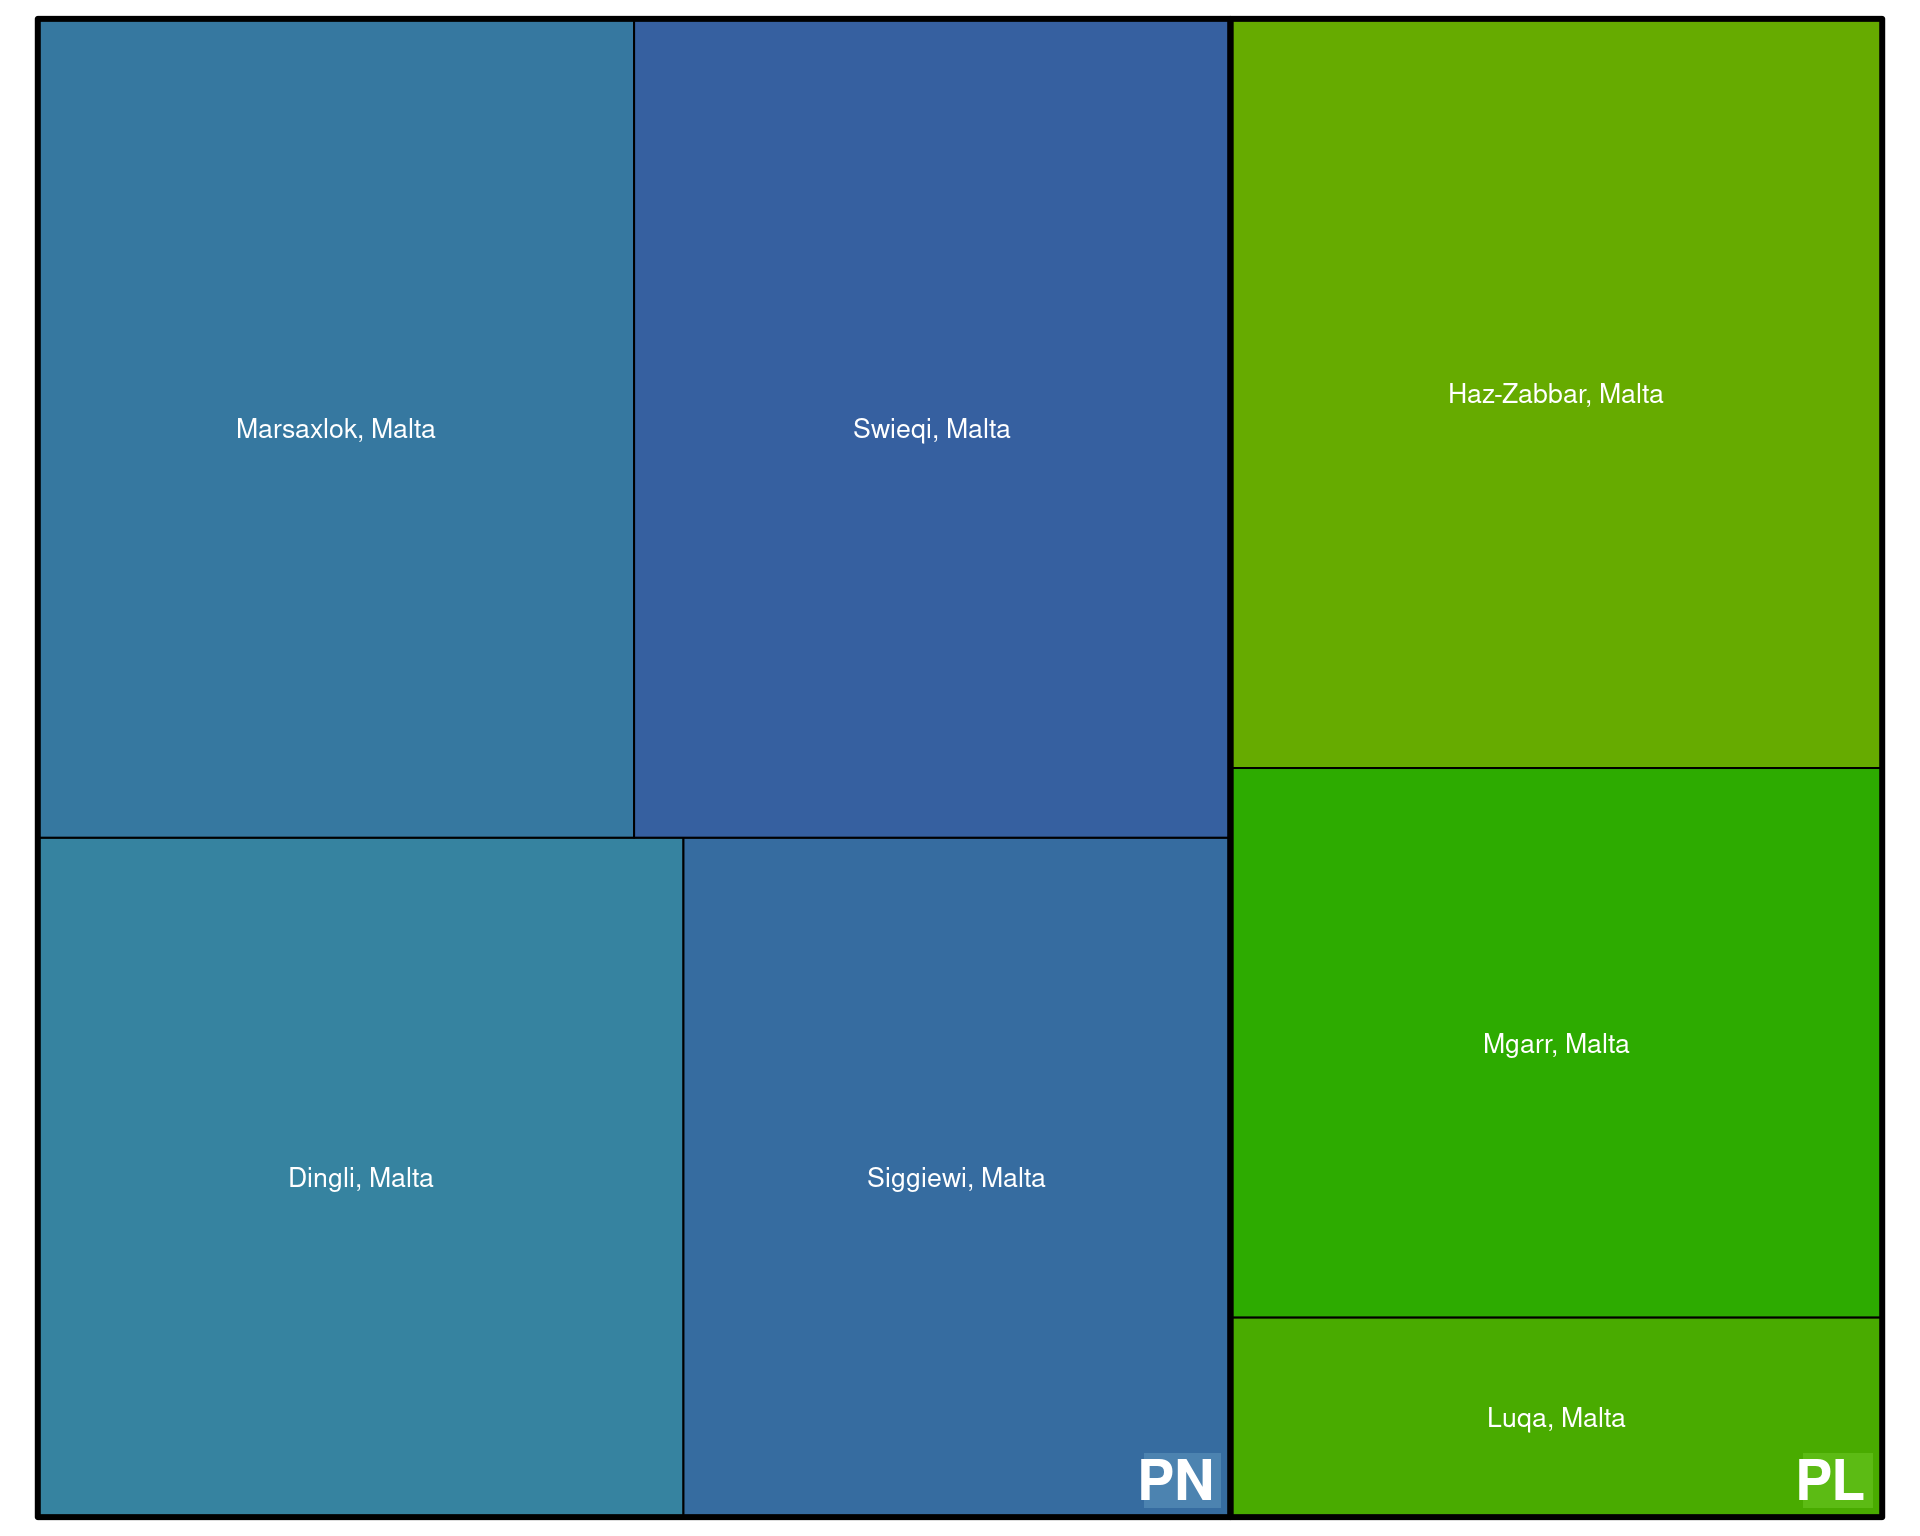 Marsaxlok, Malta
Swieqi, Malta
Haz-Zabbar, Malta
Dingli, Malta
Siggiewi, Malta
Mgarr, Malta
Luqa, Malta
PN
PL